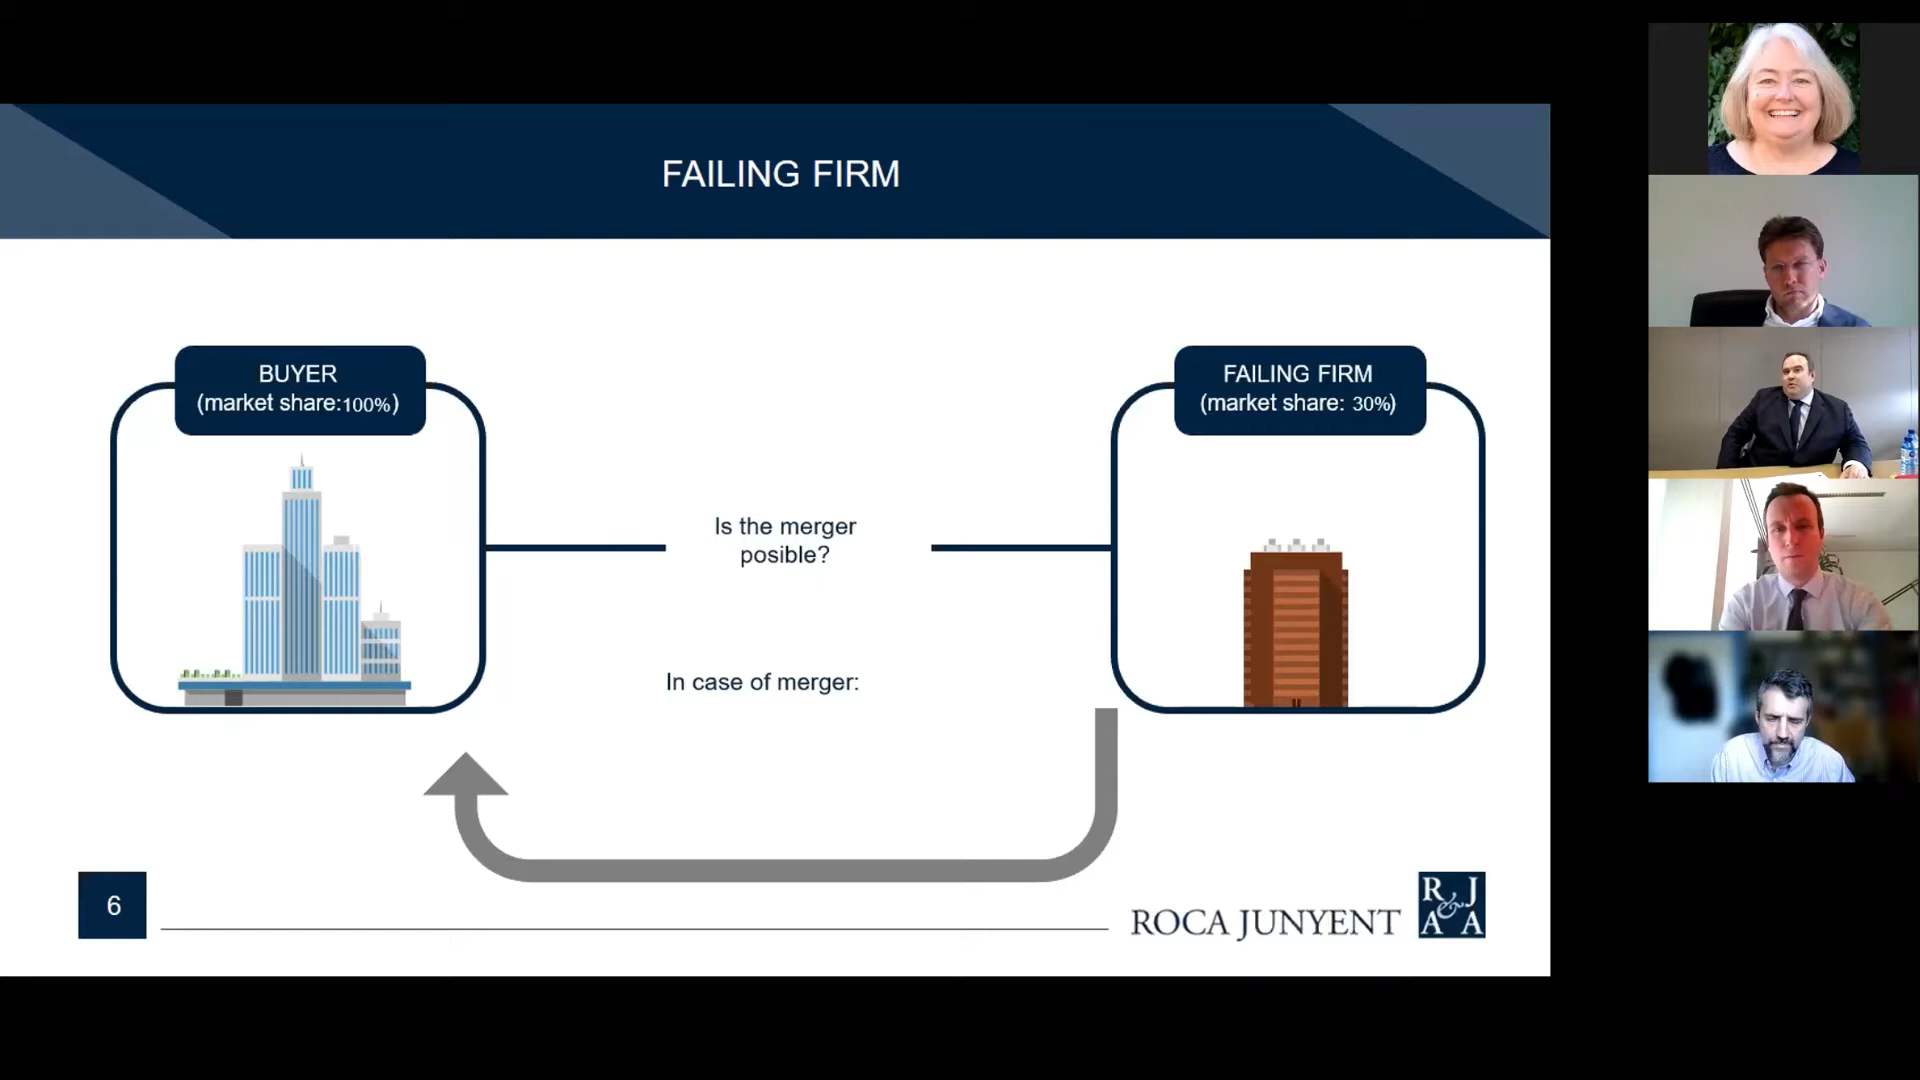 FAILING FIRM
BUYER
(market share:100%)
FAILING FIRM
(market share: 30%)
Is the merger
posible?
In case of merger:
6
ROCA JUNYENT
R J
& 
A A